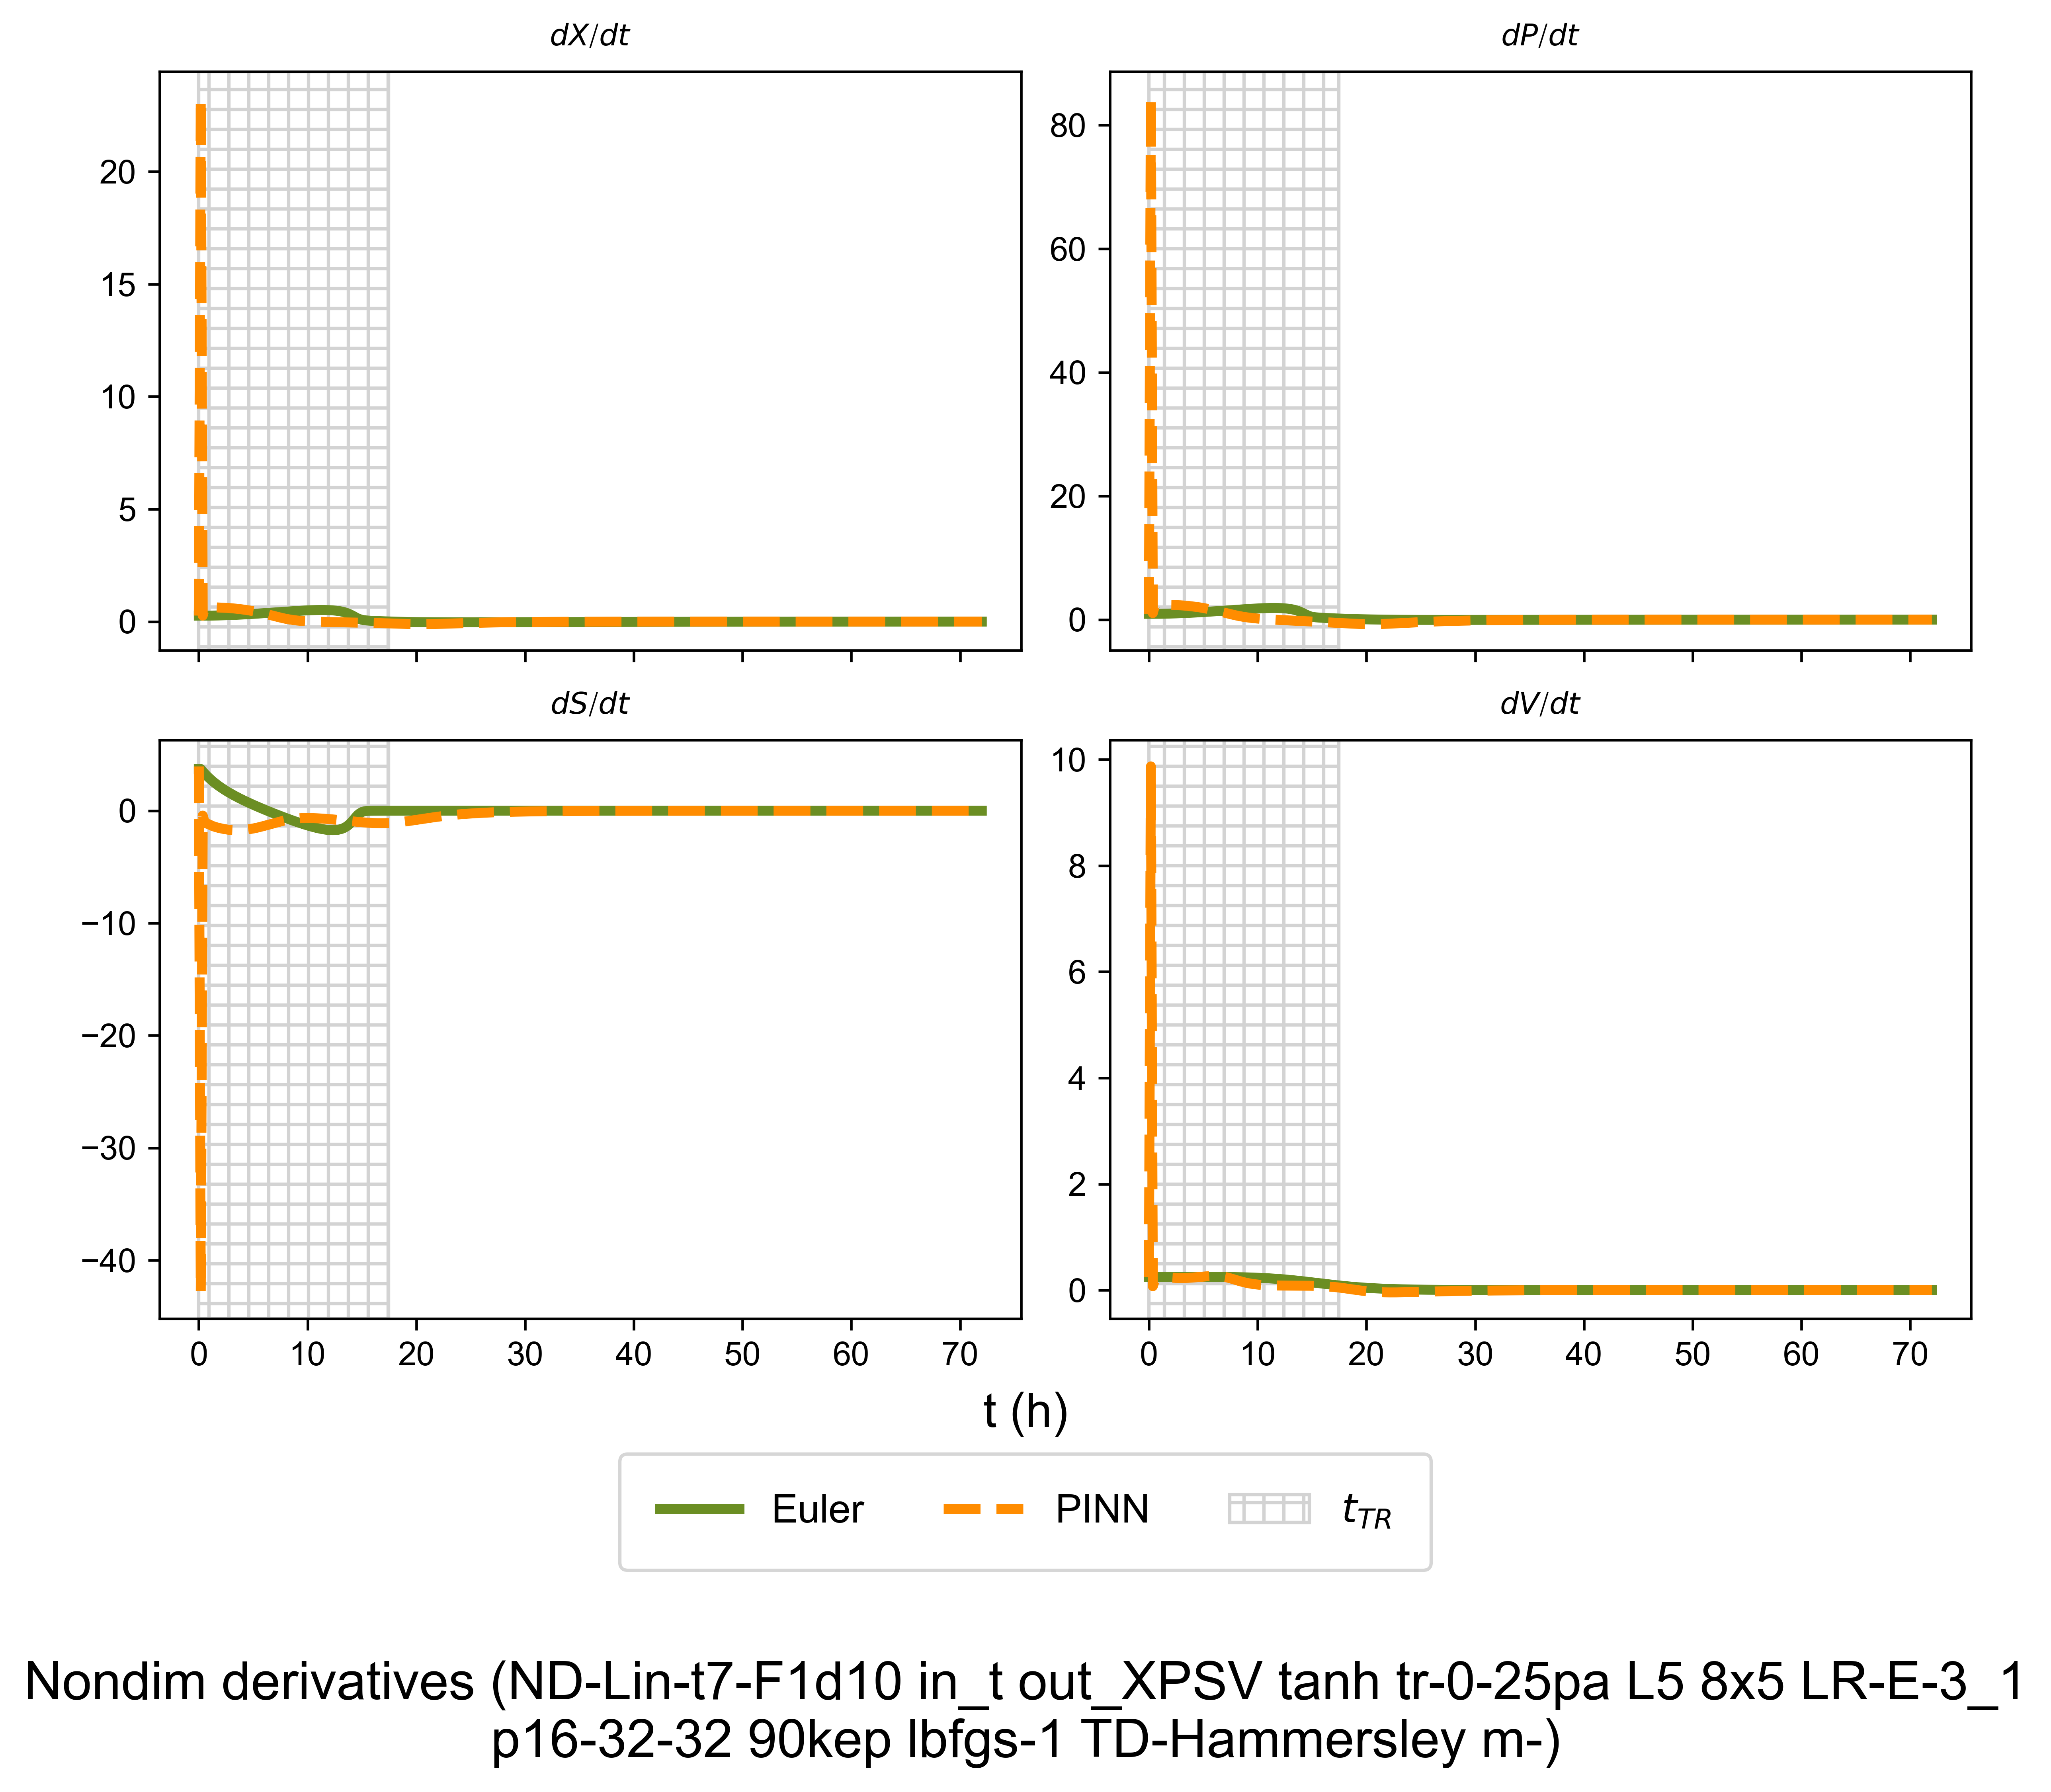 dX/dt
dP/dt
20
15
10
5
0
80
60
40
20
0
dS/dt
dV/dt
0
−10
−20
−30
−40
10
8
6
4
2
0
0 10 20 30 40 50 60 70
0 10 20 30 40 50 60 70
t (h)
Euler PINN t_{TR}
Nondim derivatives (ND-Lin-t7-F1d10 in_t out_XPSV tanh tr-0-25pa L5 8x5 LR-E-3_1
p16-32-32 90kep lbfgs-1 TD-Hammersley m-)